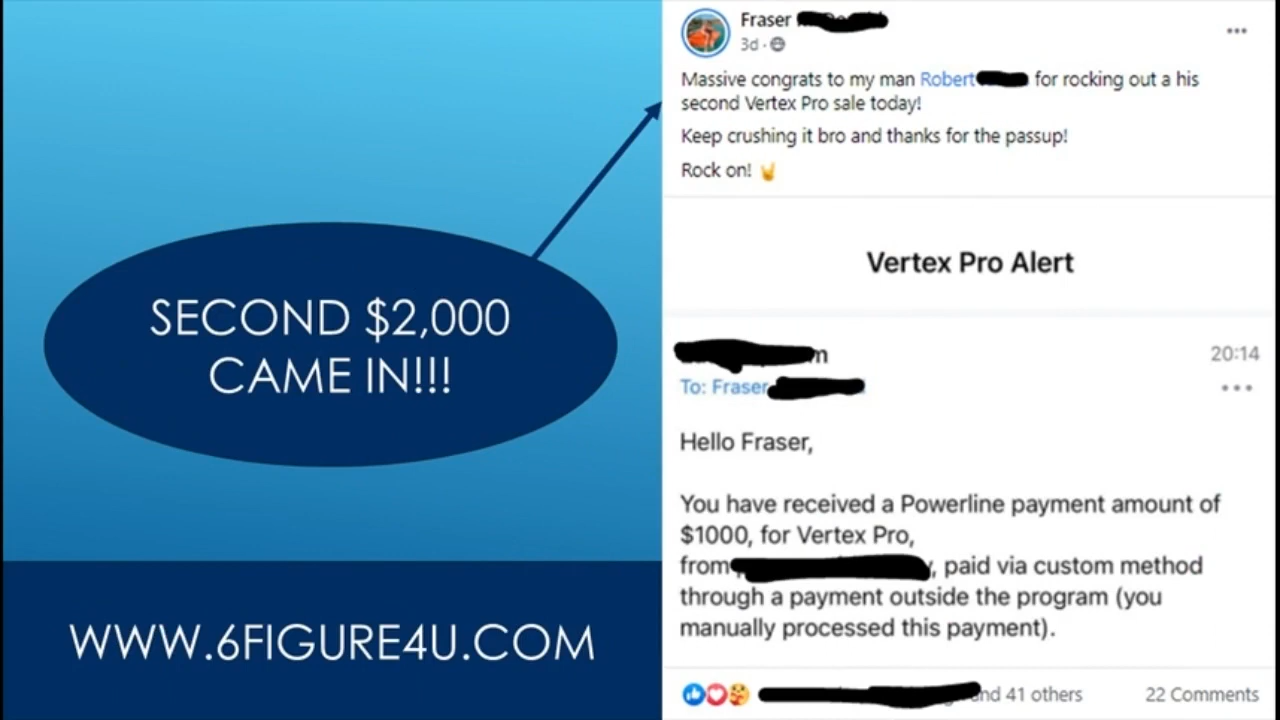 SECOND $2,000
CAME IN!!!
WWW.6FIGURE4U.COM
Fraser
3d ·
Massive congrats to my man Robert for rocking out a his
second Vertex Pro sale today!
Keep crushing it bro and thanks for the passup!
Rock on!
Vertex Pro Alert
20:14
To: Fraser
Hello Fraser,
You have received a Powerline payment amount of
$1000, for Vertex Pro,
from , paid via custom method
through a payment outside the program (you
manually processed this payment).
and 41 others
22 Comments